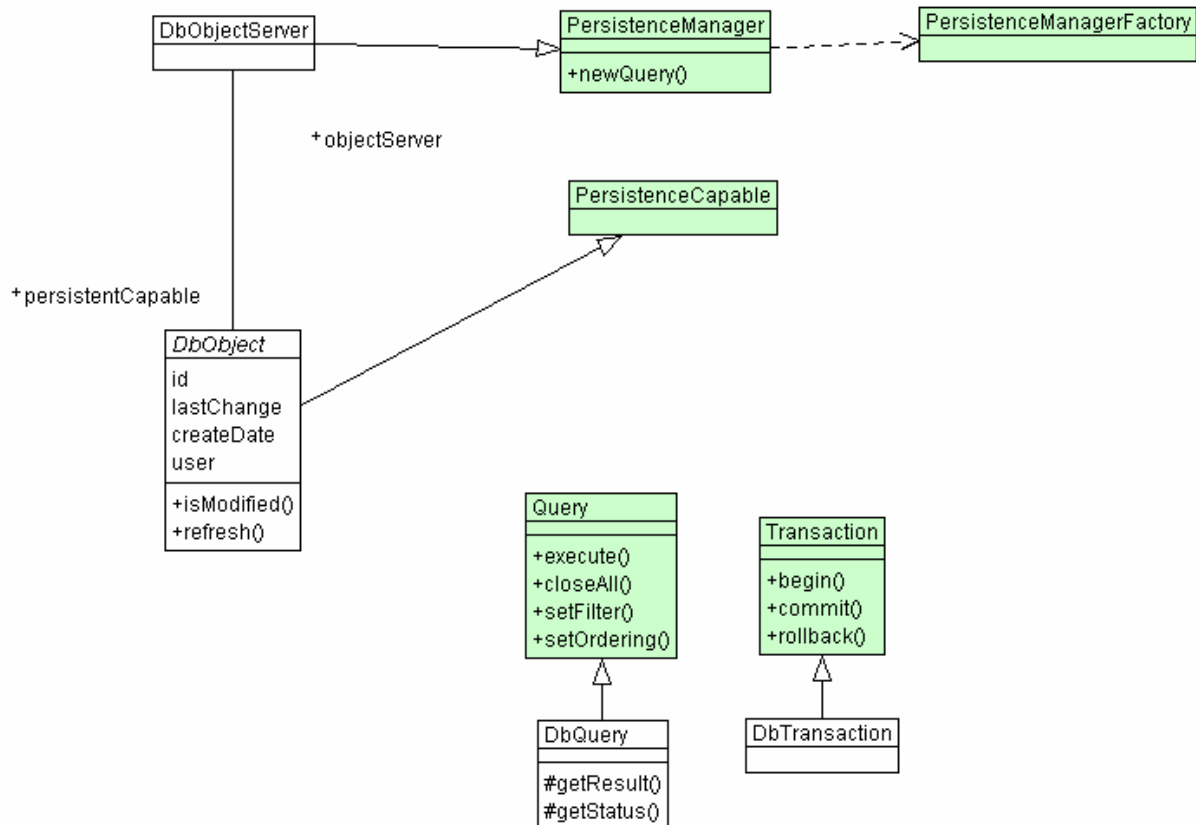 DbObjectServer
PersistenceManager
+newQuery()
PersistenceManagerFactory
+objectServer
PersistenceCapable
+persistentCapable
DbObject
id
lastChange
createDate
user
+isModified()
+refresh()
Query
+execute()
+closeAll()
+setFilter()
+setOrdering()
Transaction
+begin()
+commit()
+rollback()
DbQuery
#getResult()
#getStatus()
DbTransaction